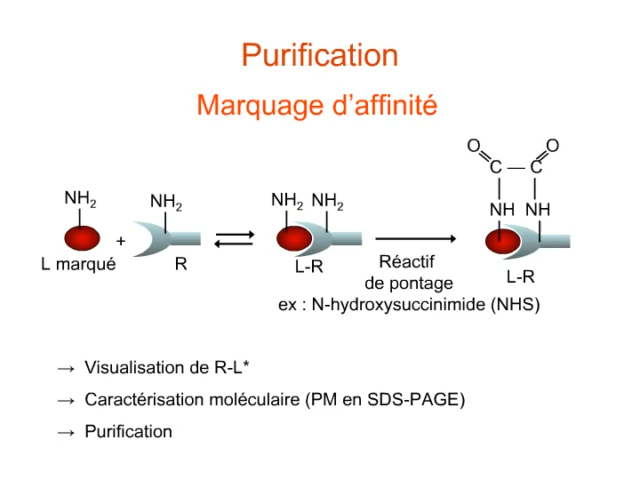 Purification
Marquage d’affinité
O O
C — C
NH₂ NH₂ NH₂ NH₂ NH NH
+
L marqué R L-R Réactif L-R
de pontage
ex : N-hydroxysuccinimide (NHS)
→ Visualisation de R-L*
→ Caractérisation moléculaire (PM en SDS-PAGE)
→ Purification